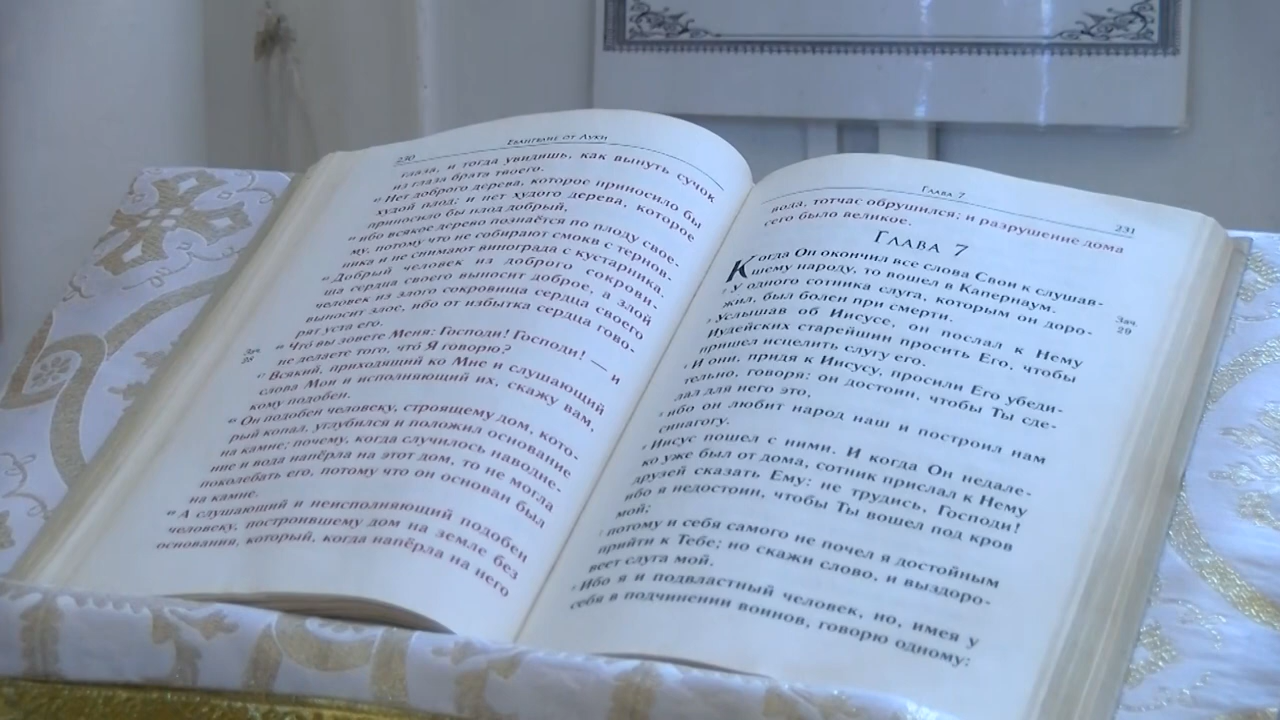 230 Евангелие от Луки
глаза, и тогда увидишь, как вынуть сучок
из глаза брата твоего.
Нет доброго дерева, которое приносило бы
худой плод; и нет худого дерева, которое
приносило бы плод добрый,
ибо всякое дерево познаётся по плоду свое-
му, потому что не собирают смокв с тернов-
ника и не снимают винограда с кустарника.
Добрый человек из доброго сокрови-
ща сердца своего выносит доброе, а злой
человек из злого сокровища сердца своего
выносит злое, ибо от избытка сердца гово-
рят уста его.
Зач. 28
Что вы зовете Меня: Господи! Господи! — и
не делаете того, что Я говорю?
Всякий, приходящий ко Мне и слушающий
слова Мои и исполняющий их, скажу вам,
кому подобен.
Он подобен человеку, строящему дом, кото-
рый копал, углубился и положил основание
на камне; почему, когда случилось наводне-
ние и вода напёрла на этот дом, то не могла
поколебать его, потому что он основан был
на камне.
А слушающий и неисполняющий подобен
человеку, построившему дом на земле без
основания, который, когда напёрла на него
Глава 7 231
вода, тотчас обрушился; и разрушение дома
сего было великое.
Глава 7
Когда Он окончил все слова Свои к слушав-
шему народу, то вошел в Капернаум.
У одного сотника слуга, которым он доро-
жил, был болен при смерти.
Зач. 29
Услышав об Иисусе, он послал к Нему
Иудейских старейшин просить Его, чтобы
пришел исцелить слугу его.
И они, придя к Иисусу, просили Его убеди-
тельно, говоря: он достоин, чтобы Ты сде-
лал для него это,
ибо он любит народ наш и построил нам
синагогу.
Иисус пошел с ними. И когда Он недале-
ко уже был от дома, сотник прислал к Нему
друзей сказать Ему: не трудись, Господи!
ибо я недостоин, чтобы Ты вошел под кров
мой;
потому и себя самого не почел я достойным
прийти к Тебе; но скажи слово, и выздоро-
веет слуга мой.
Ибо я и подвластный человек, но, имея у
себя в подчинении воинов, говорю одному: